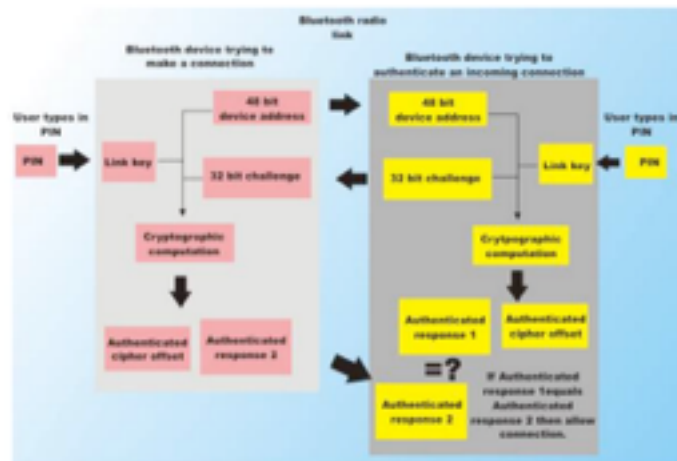 Bluetooth radio
link
Bluetooth device trying to
make a connection
Bluetooth device trying to
authenticate an incoming connection
User types in
PIN
PIN
Link key
48 bit
device address
32 bit challenge
Cryptographic
computation
Authenticated
cipher offset
Authenticated
response 2
48 bit
device address
32 bit challenge
Link key
User types in
PIN
PIN
Crytpographic
computation
Authenticated
response 1
Authenticated
cipher offset
=?
Authenticated
response 2
If Authenticated
response 1equals
Authenticated
response 2 then allow
connection.